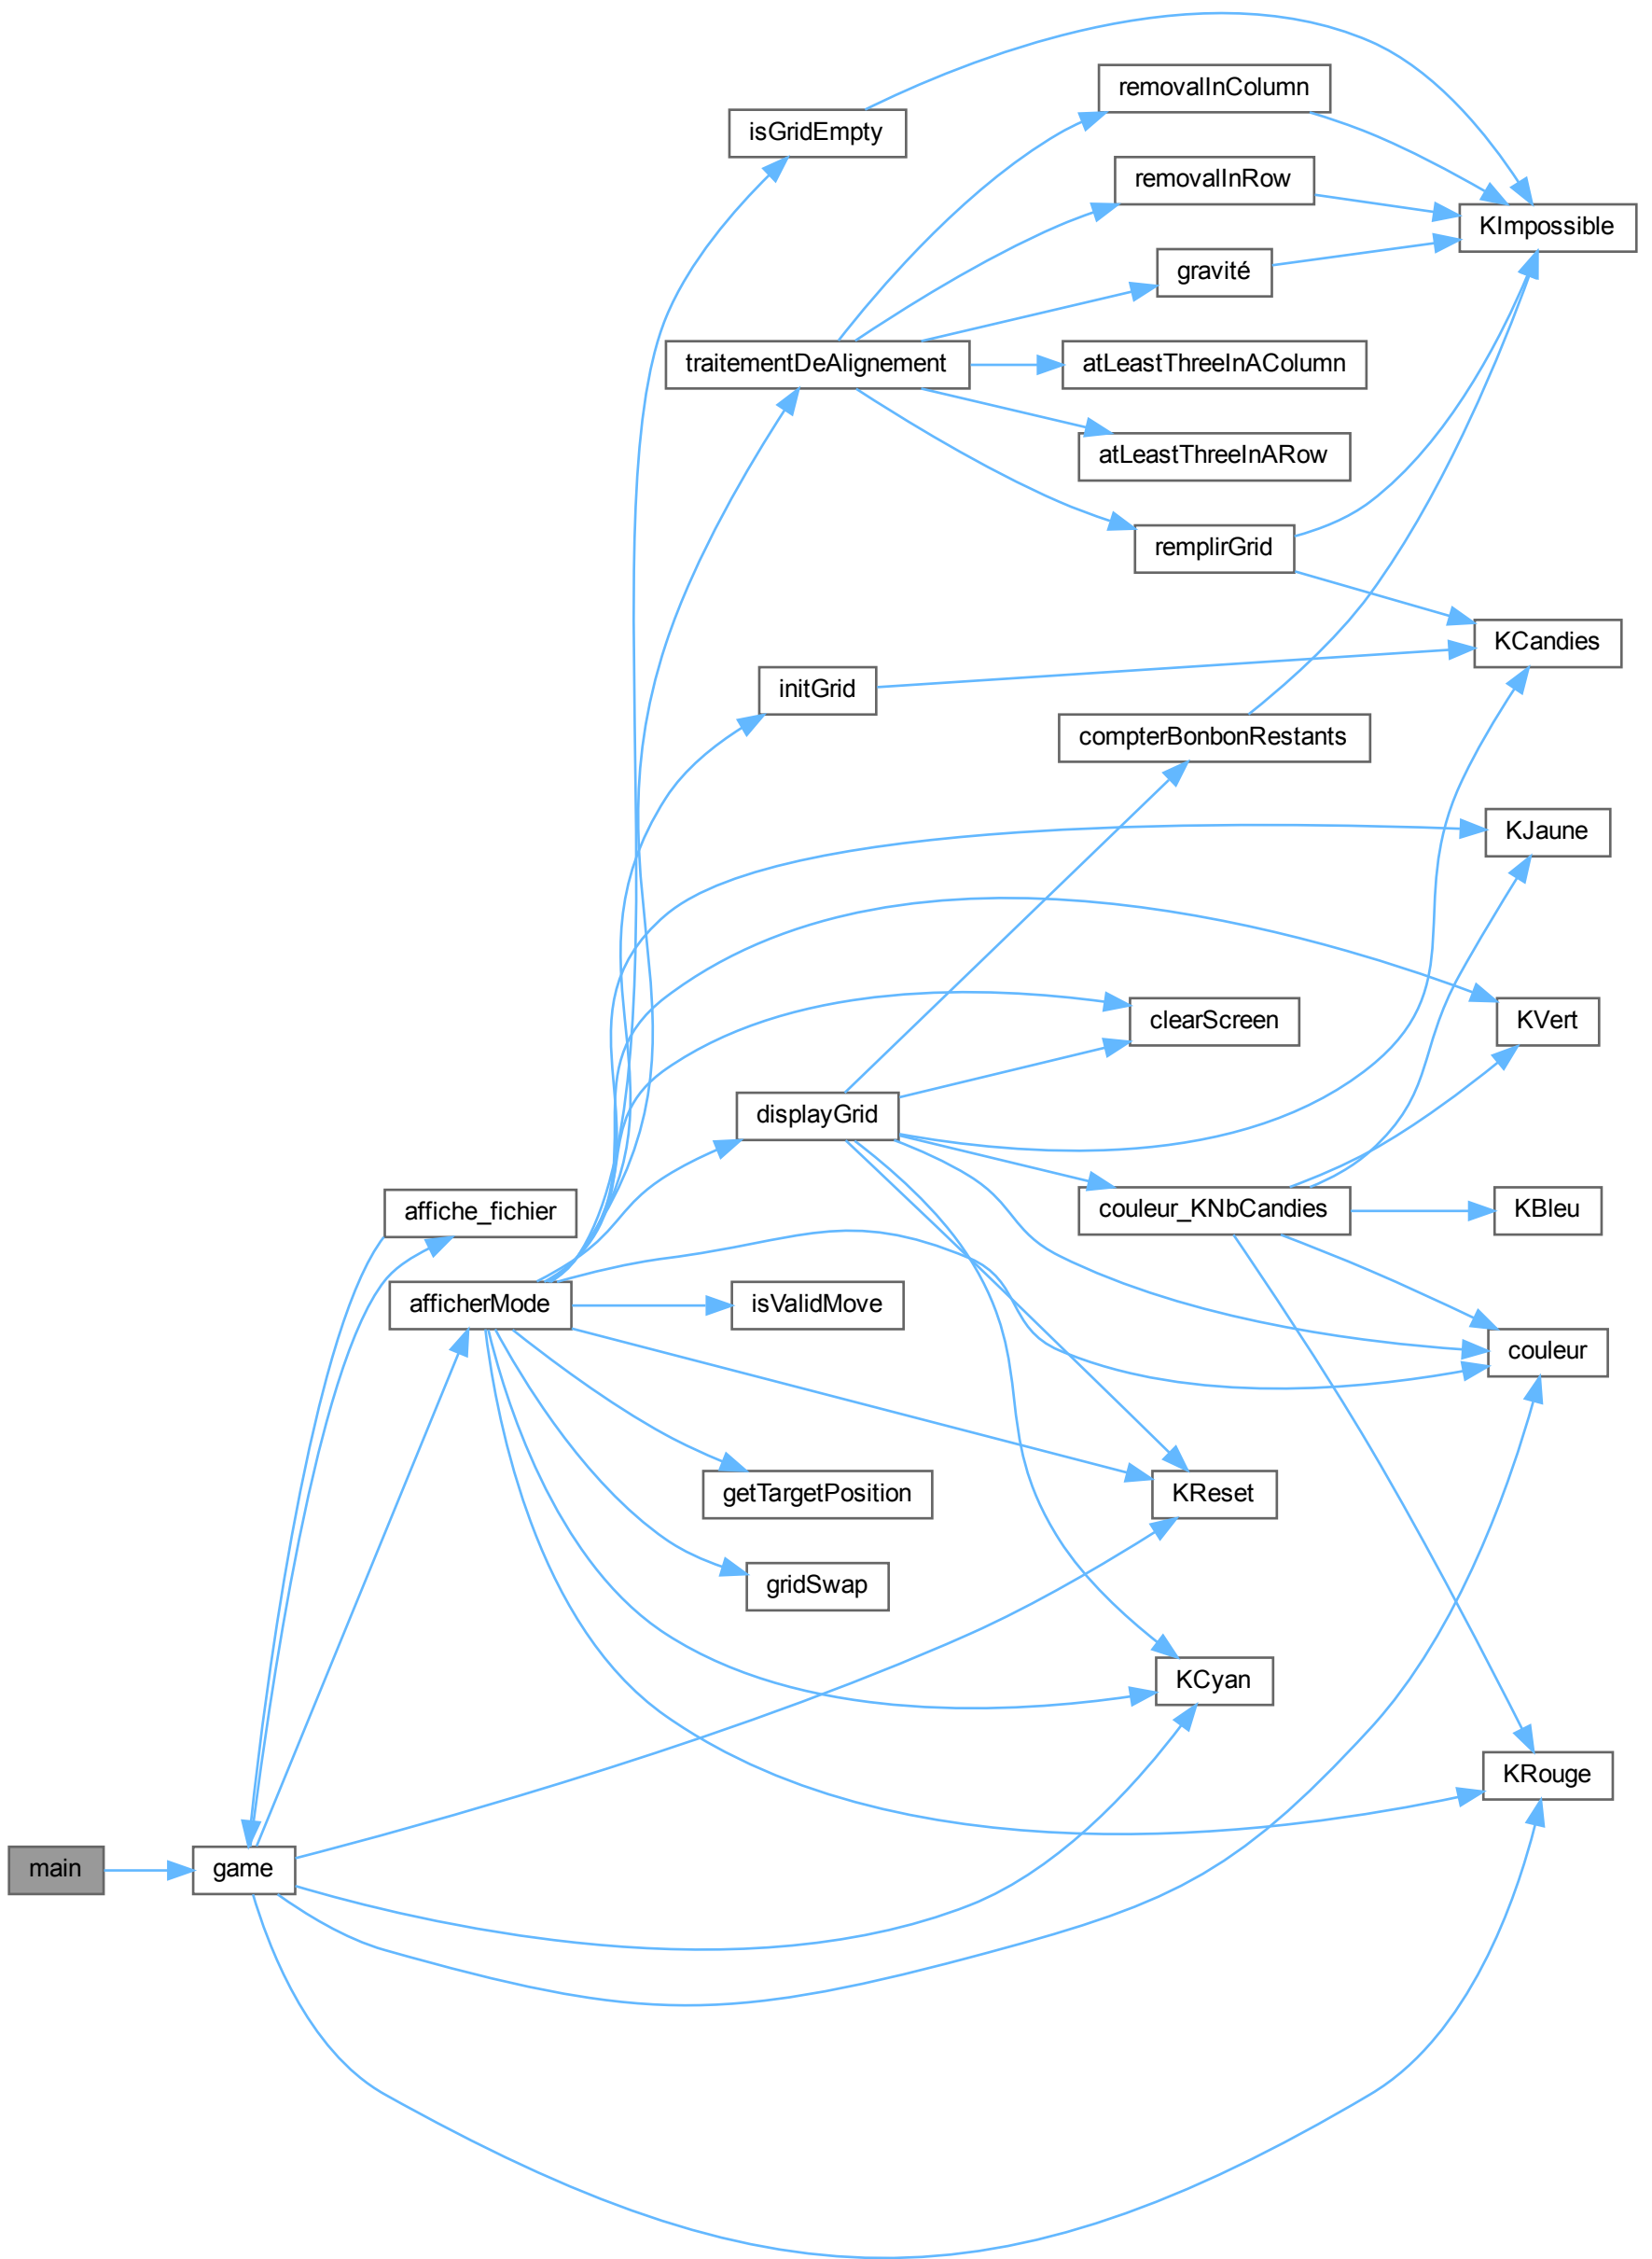 removalInColumn
isGridEmpty
removalInRow
KImpossible
gravité
traitementDeAlignement
atLeastThreeInAColumn
atLeastThreeInARow
remplirGrid
KCandies
initGrid
compterBonbonRestants
KJaune
clearScreen
KVert
displayGrid
affiche_fichier
couleur_KNbCandies
KBleu
afficherMode
isValidMove
couleur
getTargetPosition
KReset
gridSwap
KCyan
KRouge
main
game